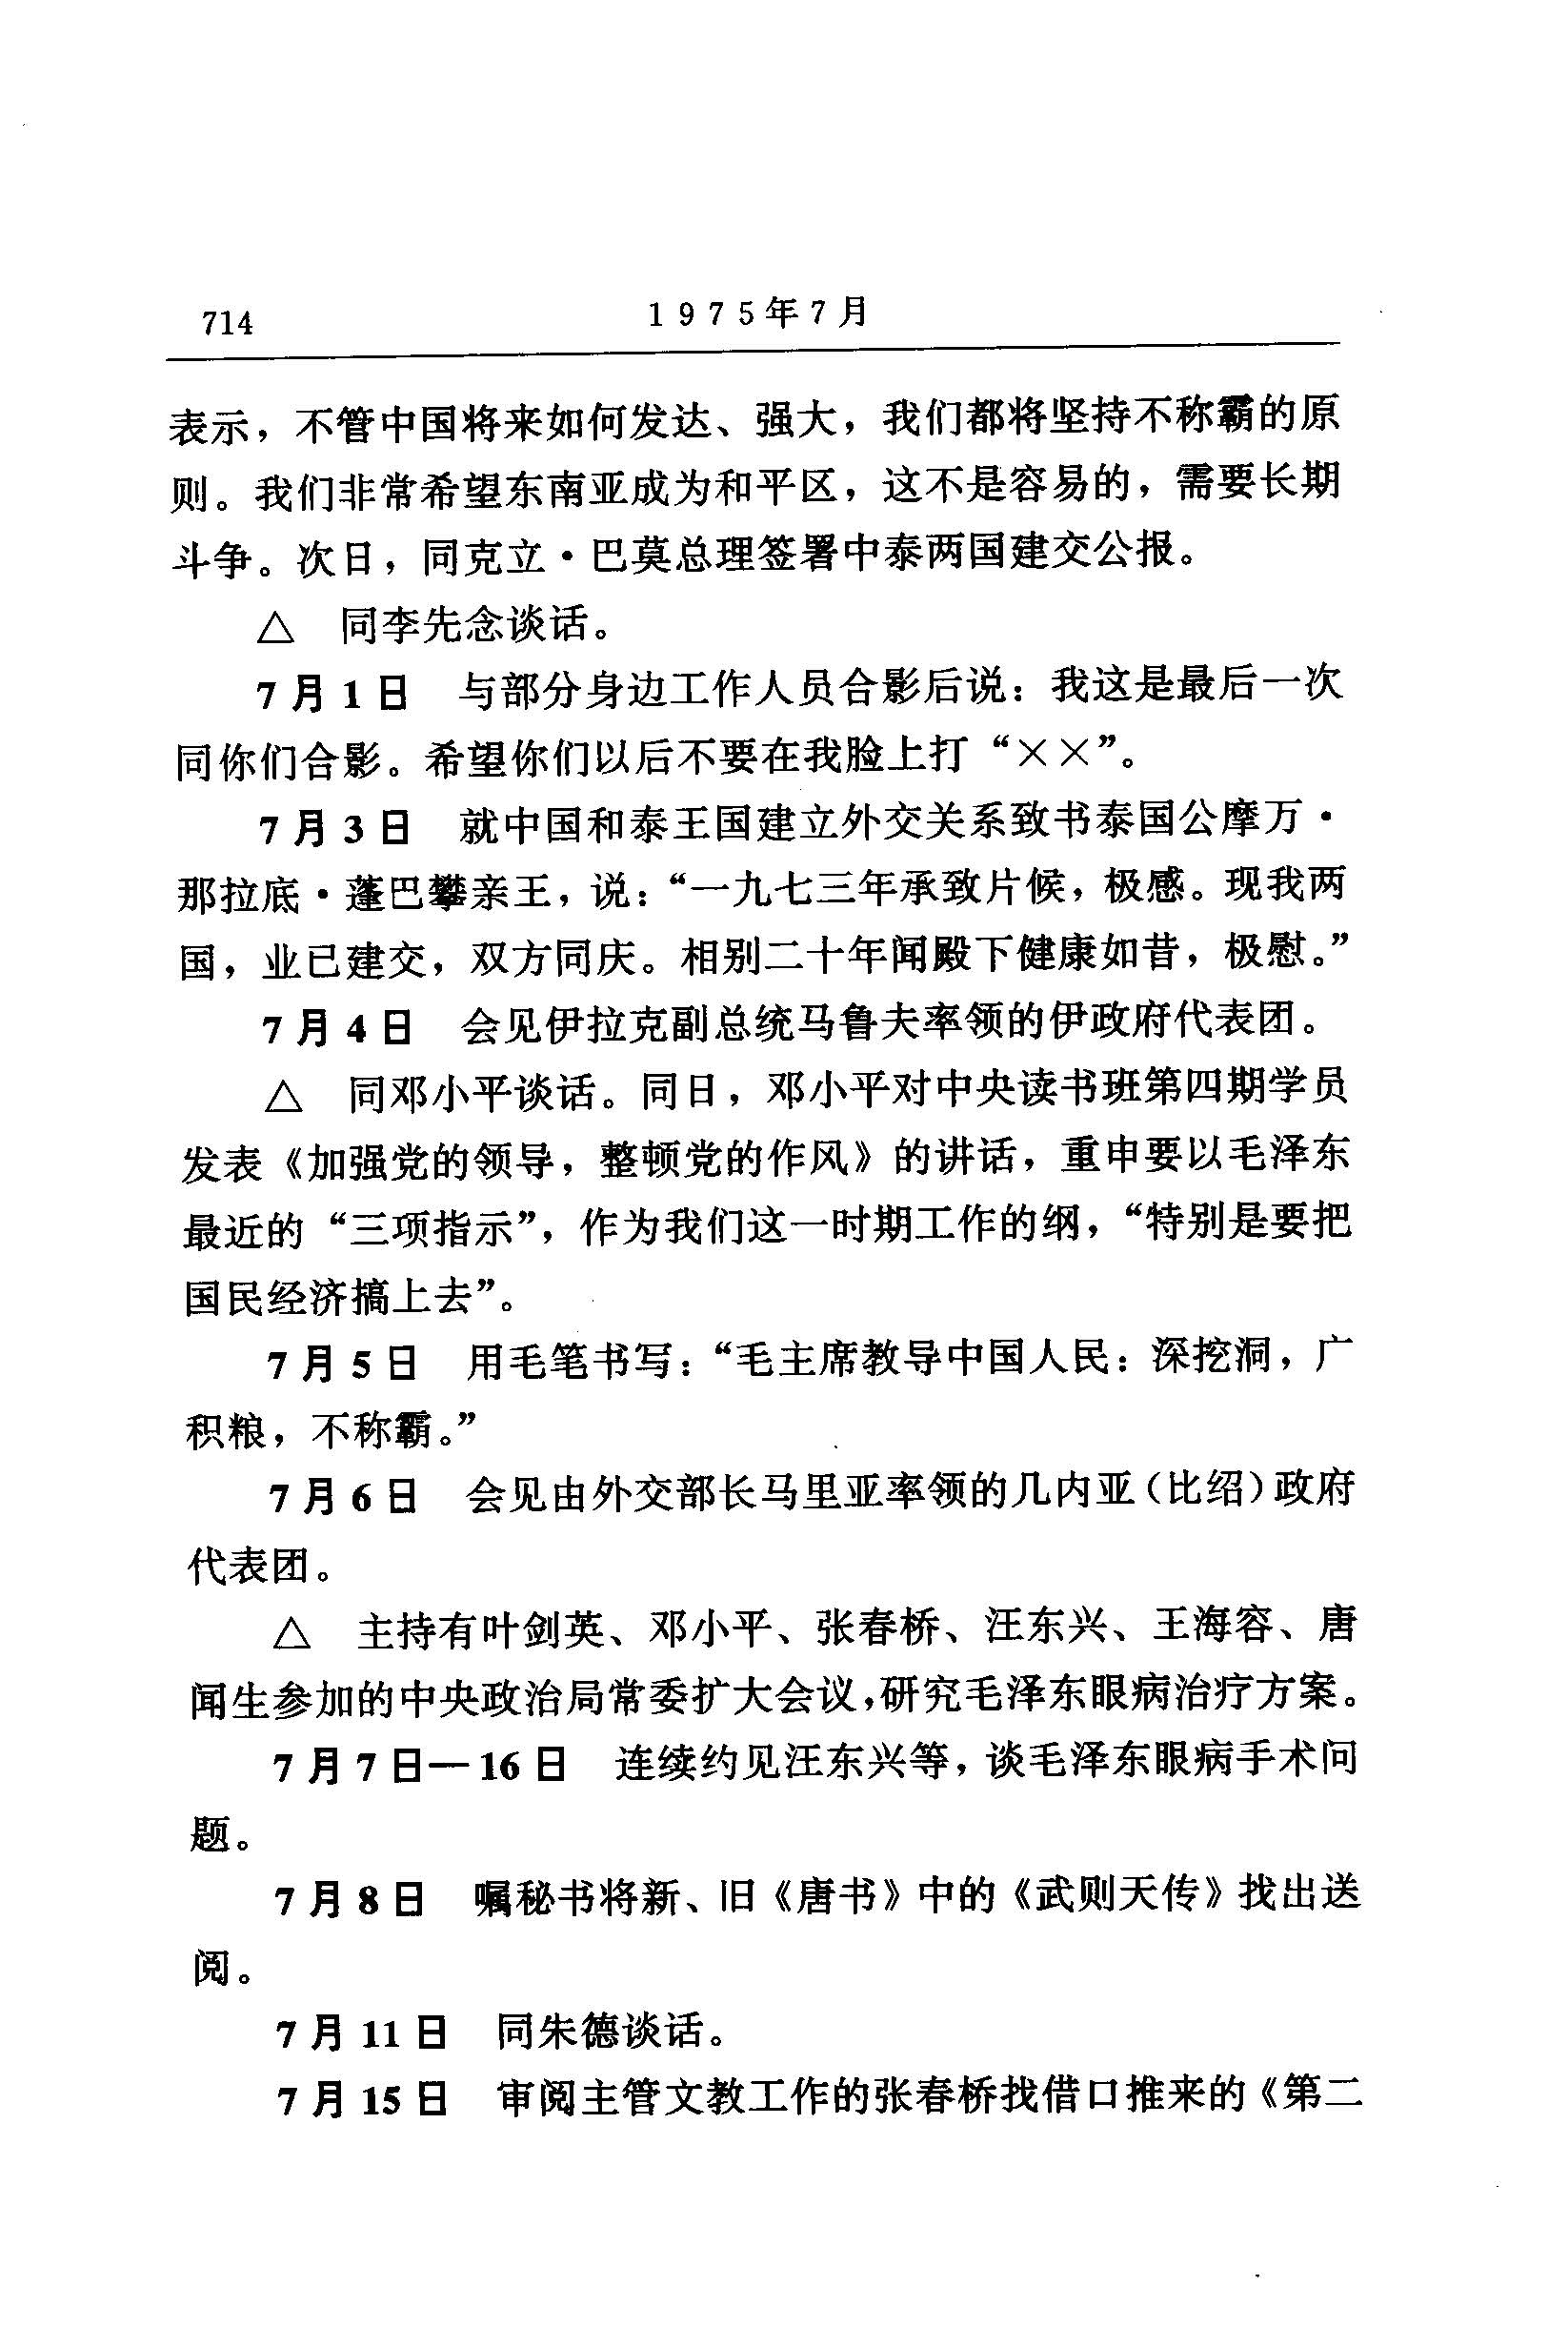 714
1975年7月
表示，不管中国将来如何发达、强大，我们都将坚持不称霸的原
则。我们非常希望东南亚成为和平区，这不是容易的，需要长期
斗争。次日，同克立·巴莫总理签署中泰两国建交公报。
△　同李先念谈话。
7月1日　与部分身边工作人员合影后说：我这是最后一次
同你们合影。希望你们以后不要在我脸上打“××”。
7月3日　就中国和泰王国建立外交关系致书泰国公摩万·
那拉底·蓬巴攀亲王，说：“一九七三年承致片候，极感。现我两
国，业已建交，双方同庆。相别二十年闻殿下健康如昔，极慰。”
7月4日　会见伊拉克副总统马鲁夫率领的伊政府代表团。
△　同邓小平谈话。同日，邓小平对中央读书班第四期学员
发表《加强党的领导，整顿党的作风》的讲话，重申要以毛泽东
最近的“三项指示”，作为我们这一时期工作的纲，“特别是要把
国民经济搞上去”。
7月5日　用毛笔书写：“毛主席教导中国人民：深挖洞，广
积粮，不称霸。”
7月6日　会见由外交部长马里亚率领的几内亚（比绍）政府
代表团。
△　主持有叶剑英、邓小平、张春桥、汪东兴、王海容、唐
闻生参加的中央政治局常委扩大会议，研究毛泽东眼病治疗方案。
7月7日—16日　连续约见汪东兴等，谈毛泽东眼病手术问
题。
7月8日　嘱秘书将新、旧《唐书》中的《武则天传》找出送
阅。
7月11日　同朱德谈话。
7月15日　审阅主管文教工作的张春桥找借口推来的《第二